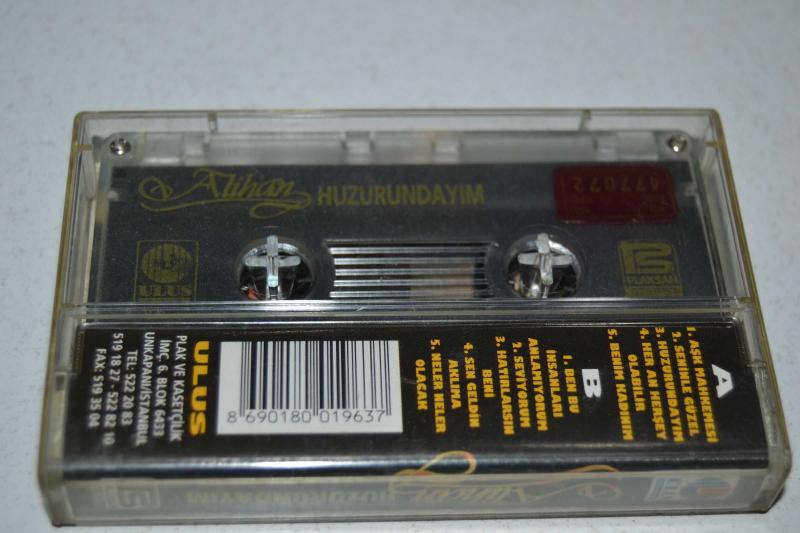 Alihan HUZURUNDAYIM
477072
ULUS
PLAKSAN
A
1. AŞK MAHKEMESİ
2. SENİNLE GÜZEL
3. HUZURUNDAYIM
4. HER AN HERŞEY
OLABİLİR
5. BENİM KADINIM
B
1. BEN BU
İNSANLARI
ANLAMIYORUM
2. SEVİYORUM
3. HATIRLARSIN
BENİ
4. SEN GELDİN
AKLIMA
5. NELER NELER
OLACAK
8 690180 019637
ULUS
PLAK VE KASETÇİLİK
İMÇ. 6. BLOK 6433
UNKAPANI/İSTANBUL
TEL: 522 20 83
519 18 27 - 522 82 10
FAX: 519 35 04
Alihan
HUZURUNDAYIM